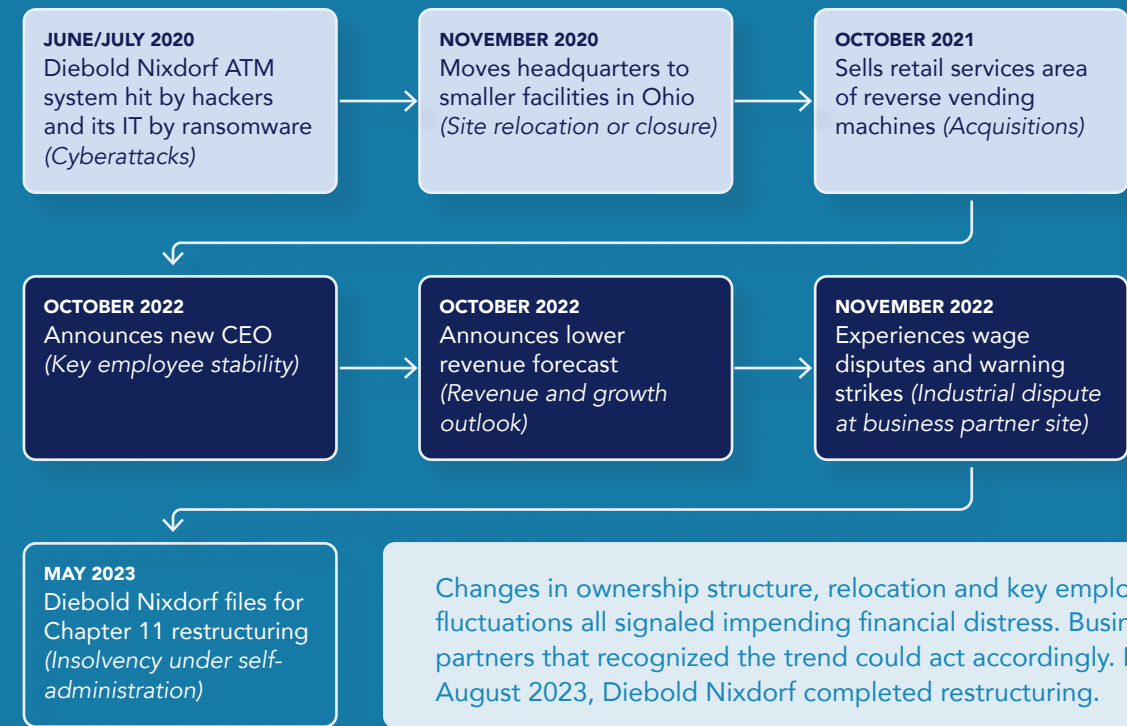 JUNE/JULY 2020
Diebold Nixdorf ATM
system hit by hackers
and its IT by ransomware
(Cyberattacks)
NOVEMBER 2020
Moves headquarters to
smaller facilities in Ohio
(Site relocation or closure)
OCTOBER 2021
Sells retail services area
of reverse vending
machines (Acquisitions)
OCTOBER 2022
Announces new CEO
(Key employee stability)
OCTOBER 2022
Announces lower
revenue forecast
(Revenue and growth
outlook)
NOVEMBER 2022
Experiences wage
disputes and warning
strikes (Industrial dispute
at business partner site)
MAY 2023
Diebold Nixdorf files for
Chapter 11 restructuring
(Insolvency under self-
administration)
Changes in ownership structure, relocation and key
fluctuations all signaled impending financial distress.
partners that recognized the trend could act accordingly.
August 2023, Diebold Nixdorf completed restructuring.